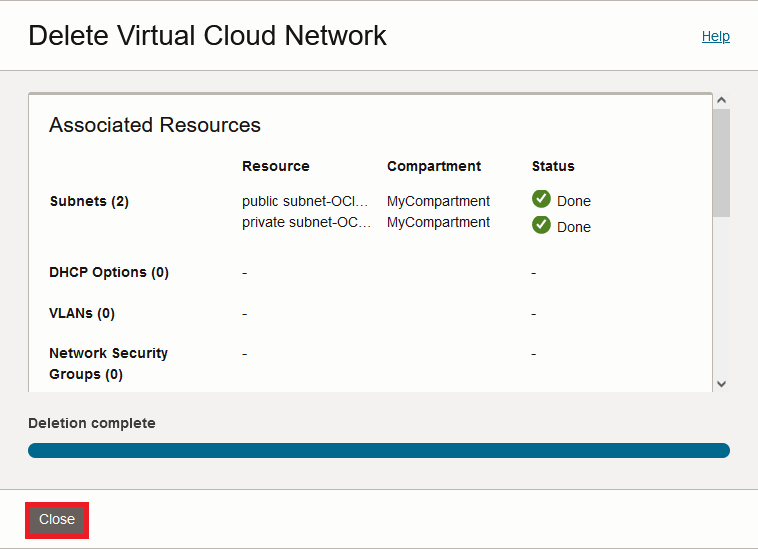 Delete Virtual Cloud Network
Help
Associated Resources
Resource Compartment Status
Subnets (2) public subnet-OCI... MyCompartment Done
private subnet-OC... MyCompartment Done
DHCP Options (0) - -
VLANs (0) - -
Network Security - -
Groups (0)
Deletion complete
Close